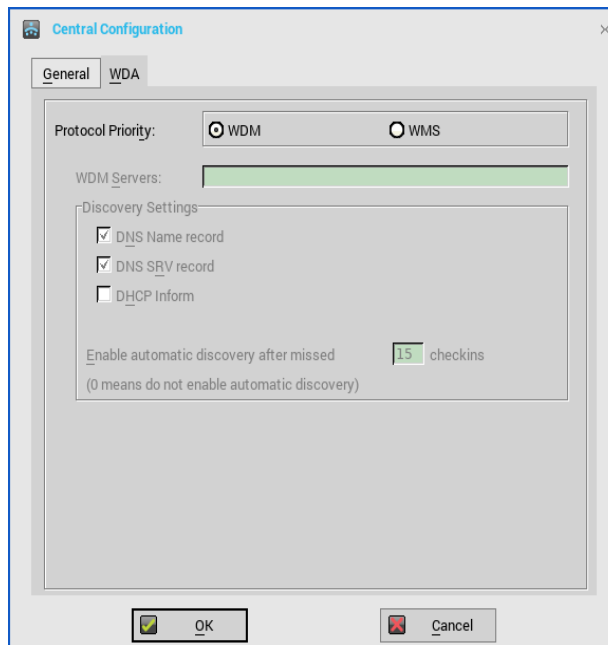 Central Configuration
General
WDA
Protocol Priority:
WDM
WMS
WDM Servers:
Discovery Settings
DNS Name record
DNS SRV record
DHCP Inform
Enable automatic discovery after missed 15 checkins
(0 means do not enable automatic discovery)
OK
Cancel